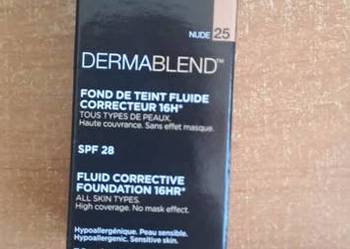 NUDE 25
DERMABLEND™
FOND DE TEINT FLUIDE
CORRECTEUR 16H*
TOUS TYPES DE PEAUX.
Haute couvrance. Sans effet masque.
SPF 28
FLUID CORRECTIVE
FOUNDATION 16HR*
ALL SKIN TYPES.
High coverage. No mask effect.
Hypoallergénique. Peau sensible.
Hypoallergenic. Sensitive skin.